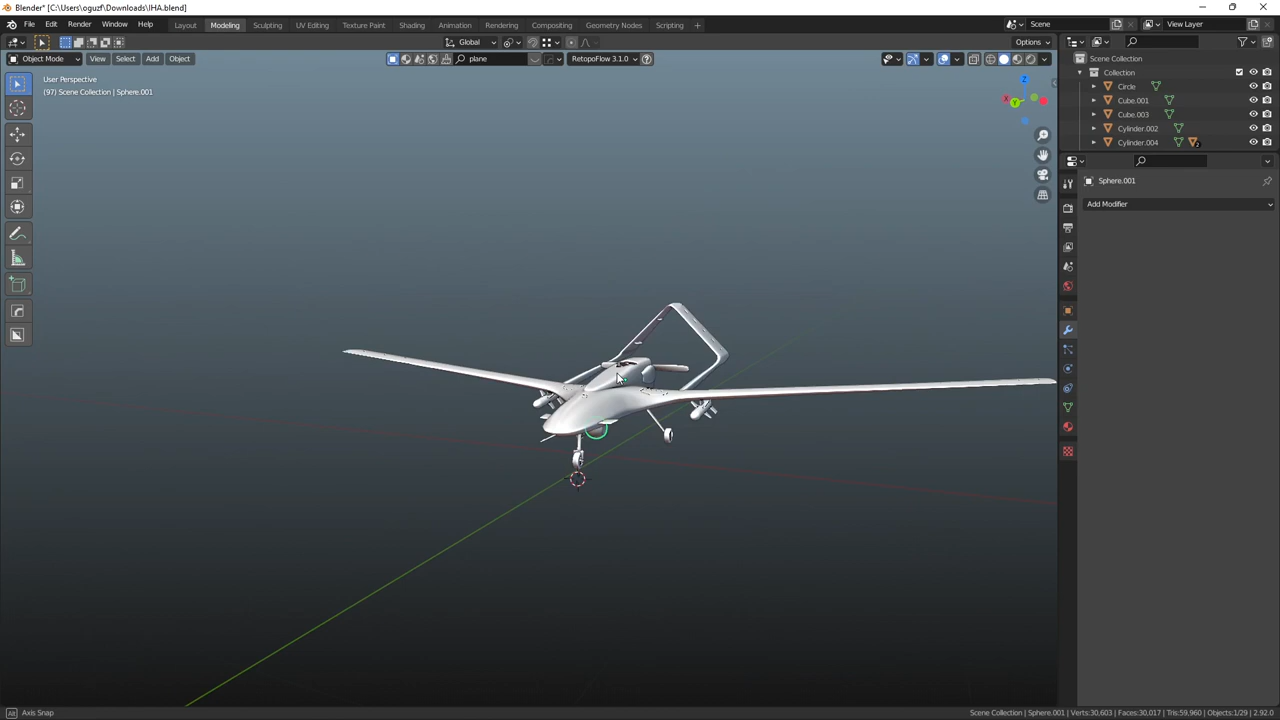 Blender* [C:\Users\oguzf\Downloads\IHA.blend]
File Edit Render Window Help Layout Modeling Sculpting UV Editing Texture Paint Shading Animation Rendering Compositing Geometry Nodes Scripting + Scene View Layer
Global Options
Object Mode View Select Add Object plane RetopoFlow 3.1.0
User Perspective
(97) Scene Collection | Sphere.001
Z
X
Y
Scene Collection
Collection
Circle
Cube.001
Cube.003
Cylinder.002
Cylinder.004
Sphere.001
Add Modifier
Axis Snap
Scene Collection | Sphere.001 | Verts:30,603 | Faces:30,017 | Tris:59,960 | Objects:1/29 | 2.92.0